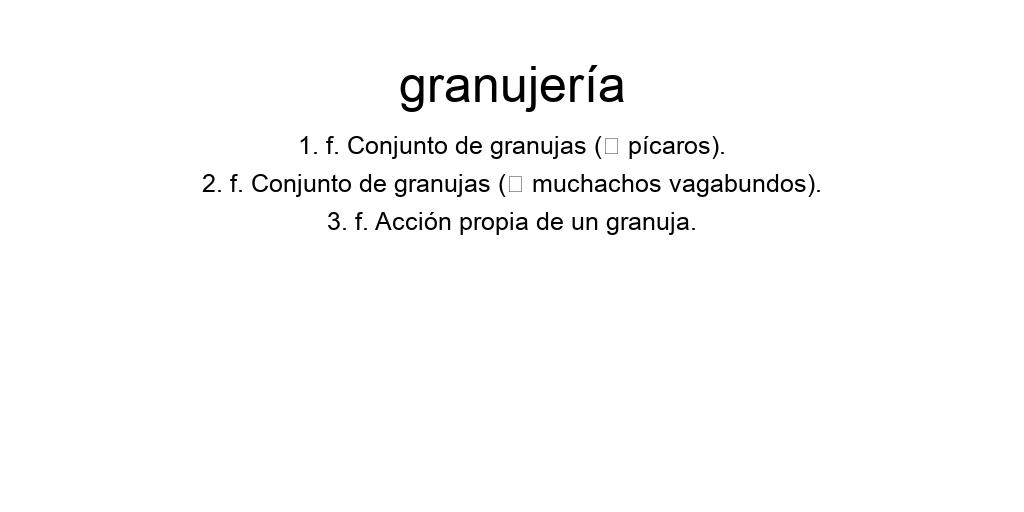 granujería
1. f. Conjunto de granujas (□ pícaros).
2. f. Conjunto de granujas (□ muchachos vagabundos).
3. f. Acción propia de un granuja.